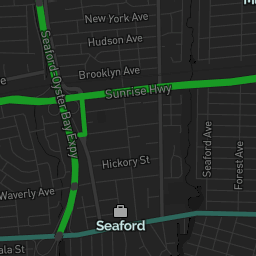 New York Ave
Hudson Ave
Brooklyn Ave
Sunrise Hwy
Seaford-Oyster Bay Expy
Hickory St
Seaford Ave
Forest Ave
Waverly Ave
Seaford